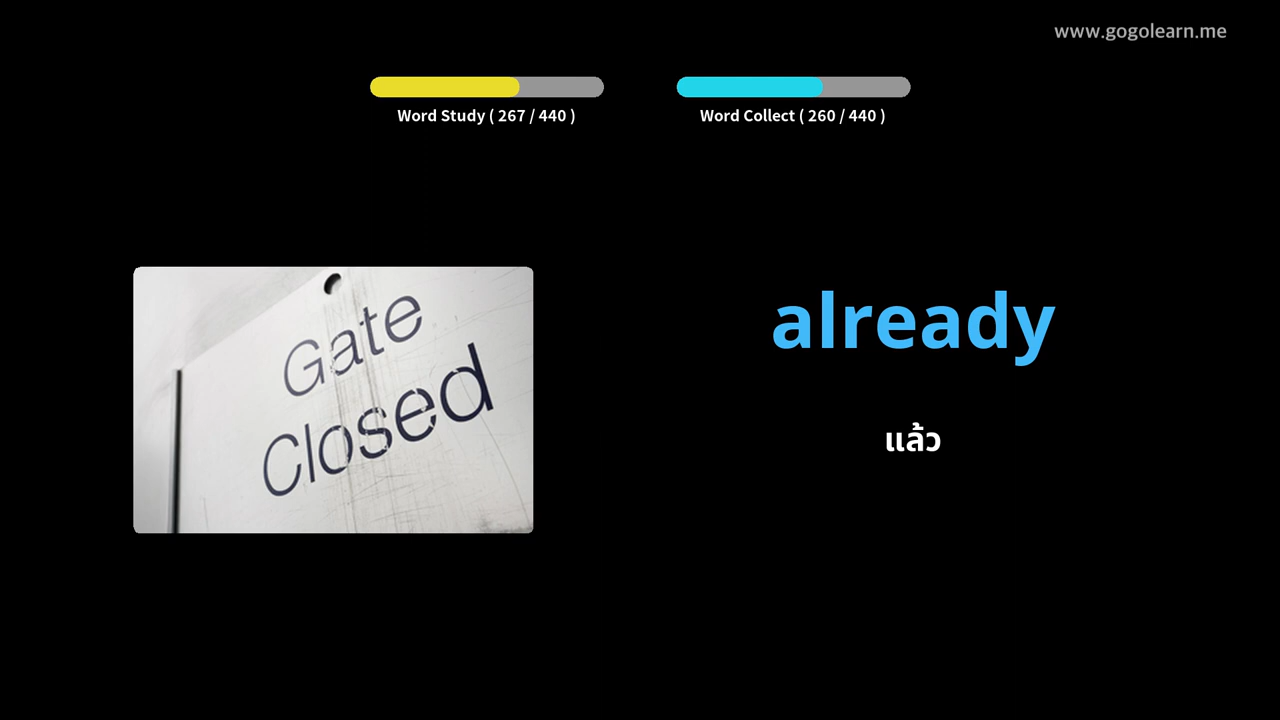 www.gogolearn.me
Word Study ( 267 / 440 )
Word Collect ( 260 / 440 )
Gate
Closed
already
แล้ว